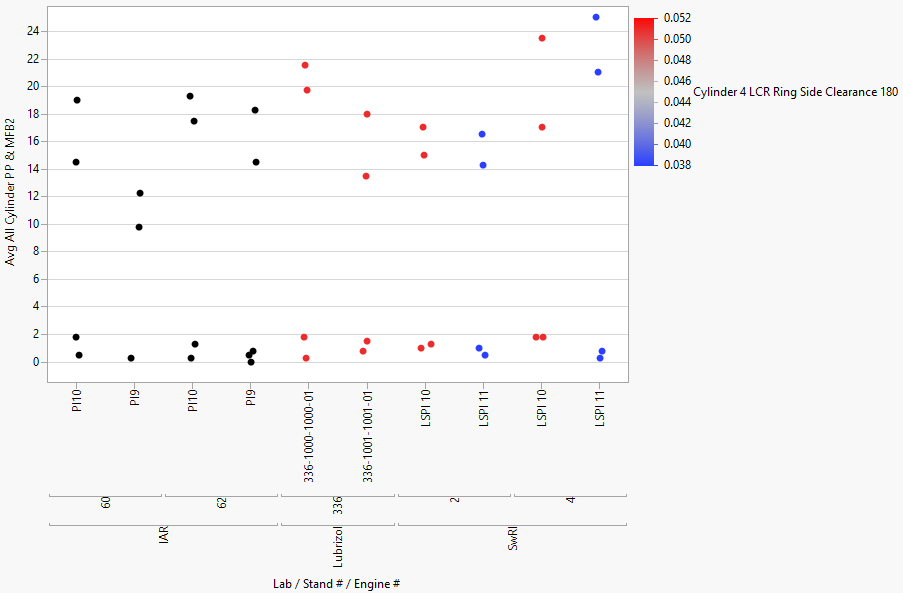 Avg All Cylinder PP & MFB2
24
22
20
18
16
14
12
10
8
6
4
2
0
0.052
0.050
0.048
0.046
0.044
0.042
0.040
0.038
Cylinder 4 LCR Ring Side Clearance 180
PI10
PI9
PI10
PI9
336-1000-1000-01
336-1001-1001-01
LSPI 10
LSPI 11
LSPI 10
LSPI 11
60
62
336
2
4
IAR
Lubrizol
SwRI
Lab / Stand # / Engine #